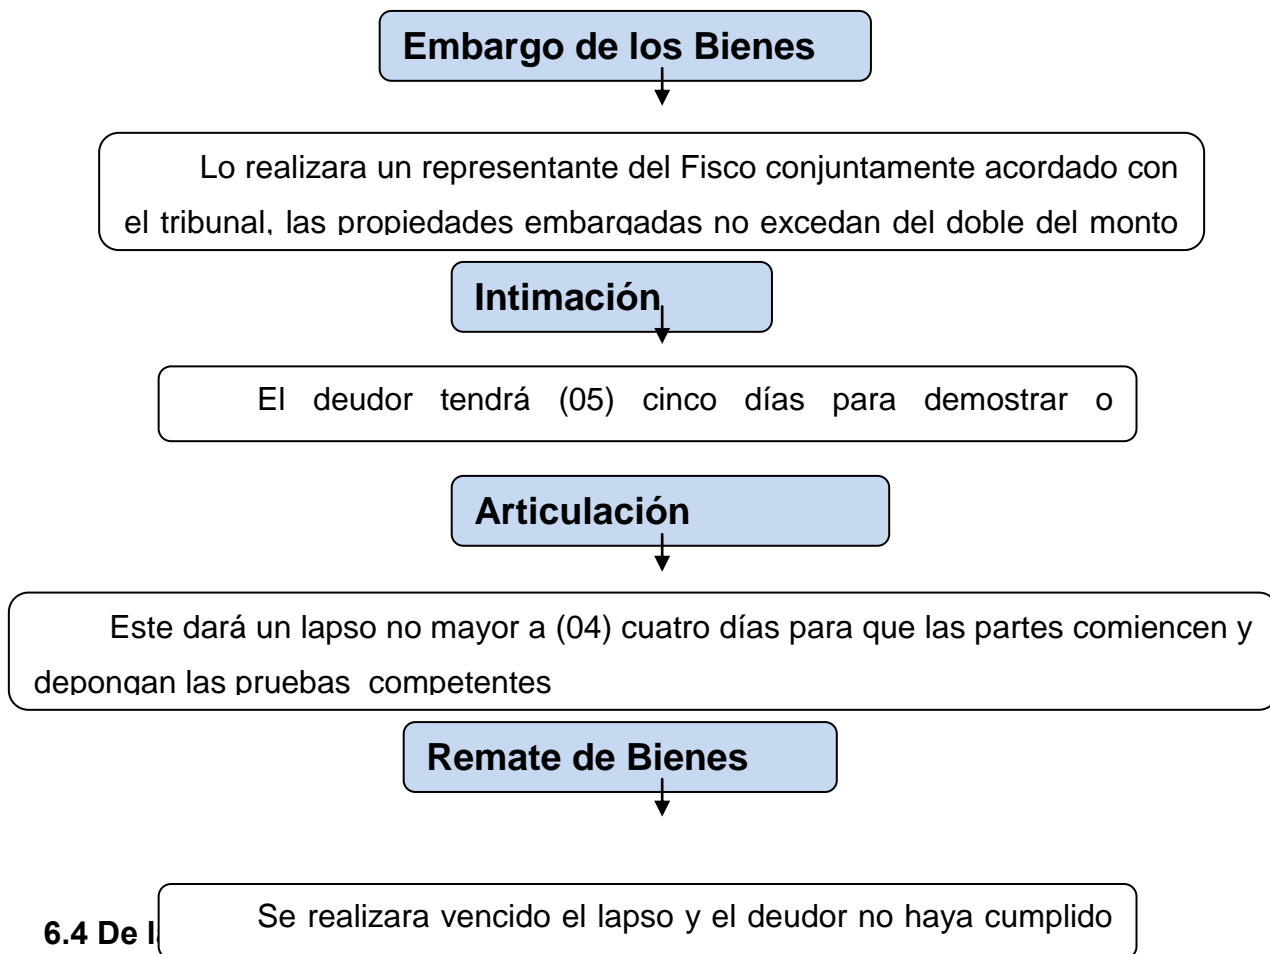 Embargo de los Bienes
Lo realizara un representante del Fisco conjuntamente acordado con
el tribunal, las propiedades embargadas no excedan del doble del monto
Intimación
El deudor tendrá (05) cinco días para demostrar o
Articulación
Este dará un lapso no mayor a (04) cuatro días para que las partes comiencen y
depongan las pruebas competentes
Remate de Bienes
Se realizara vencido el lapso y el deudor no haya cumplido
6.4 De